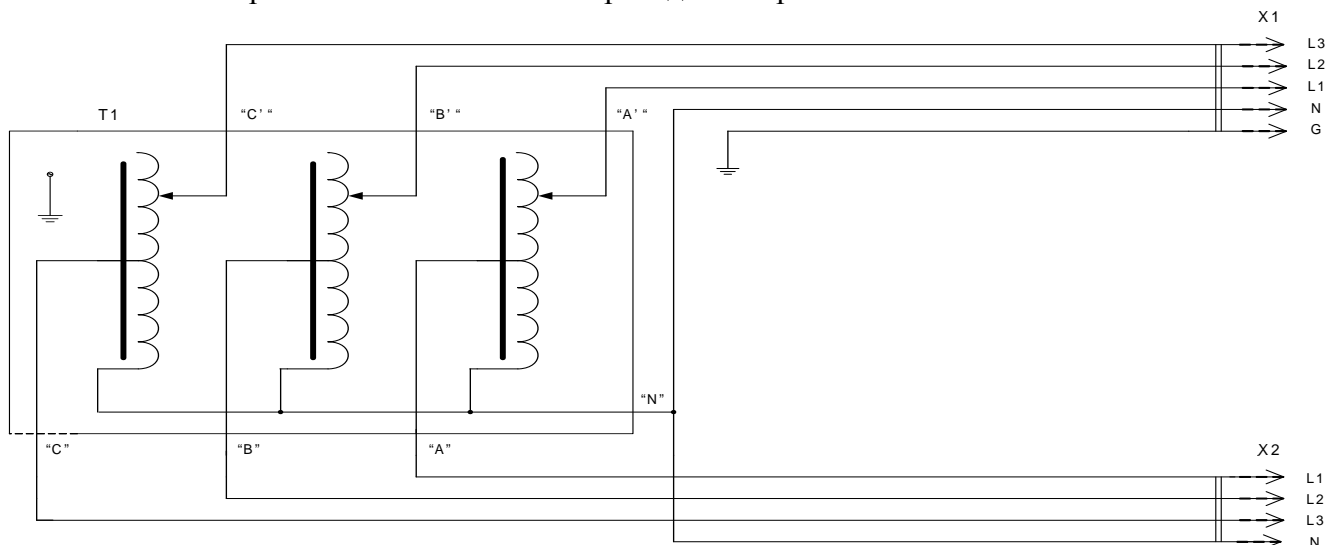 X1
L3
L2
L1
N
G
T1
“C’“
“B’“
“A’“
“N”
“C”
“B”
“A”
X2
L1
L2
L3
N